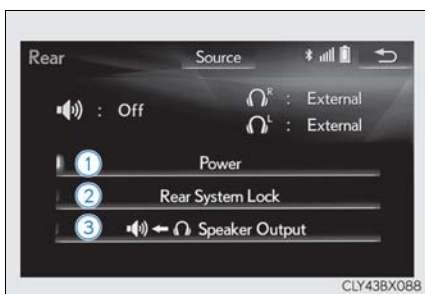 Rear
Source
: Off
R : External
L : External
1 Power
2 Rear System Lock
3 Speaker Output
CLY43BX088